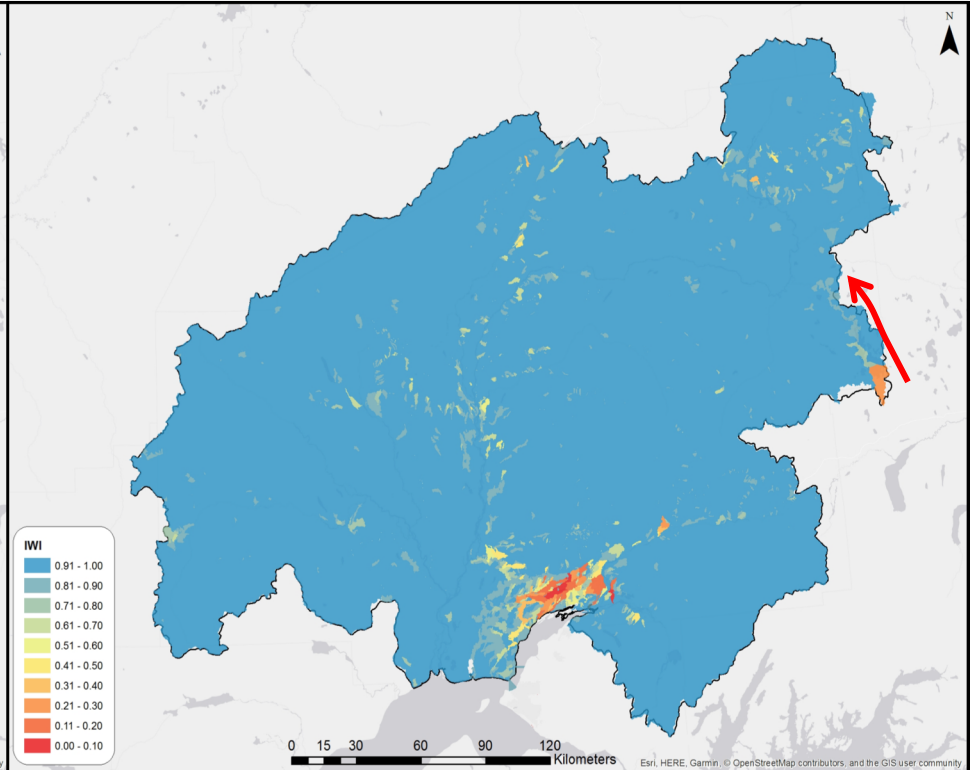 N
IWI
0.91 - 1.00
0.81 - 0.90
0.71 - 0.80
0.61 - 0.70
0.51 - 0.60
0.41 - 0.50
0.31 - 0.40
0.21 - 0.30
0.11 - 0.20
0.00 - 0.10
0 15 30 60 90 120
Kilometers
Esri, HERE, Garmin, © OpenStreetMap contributors, and the GIS user community